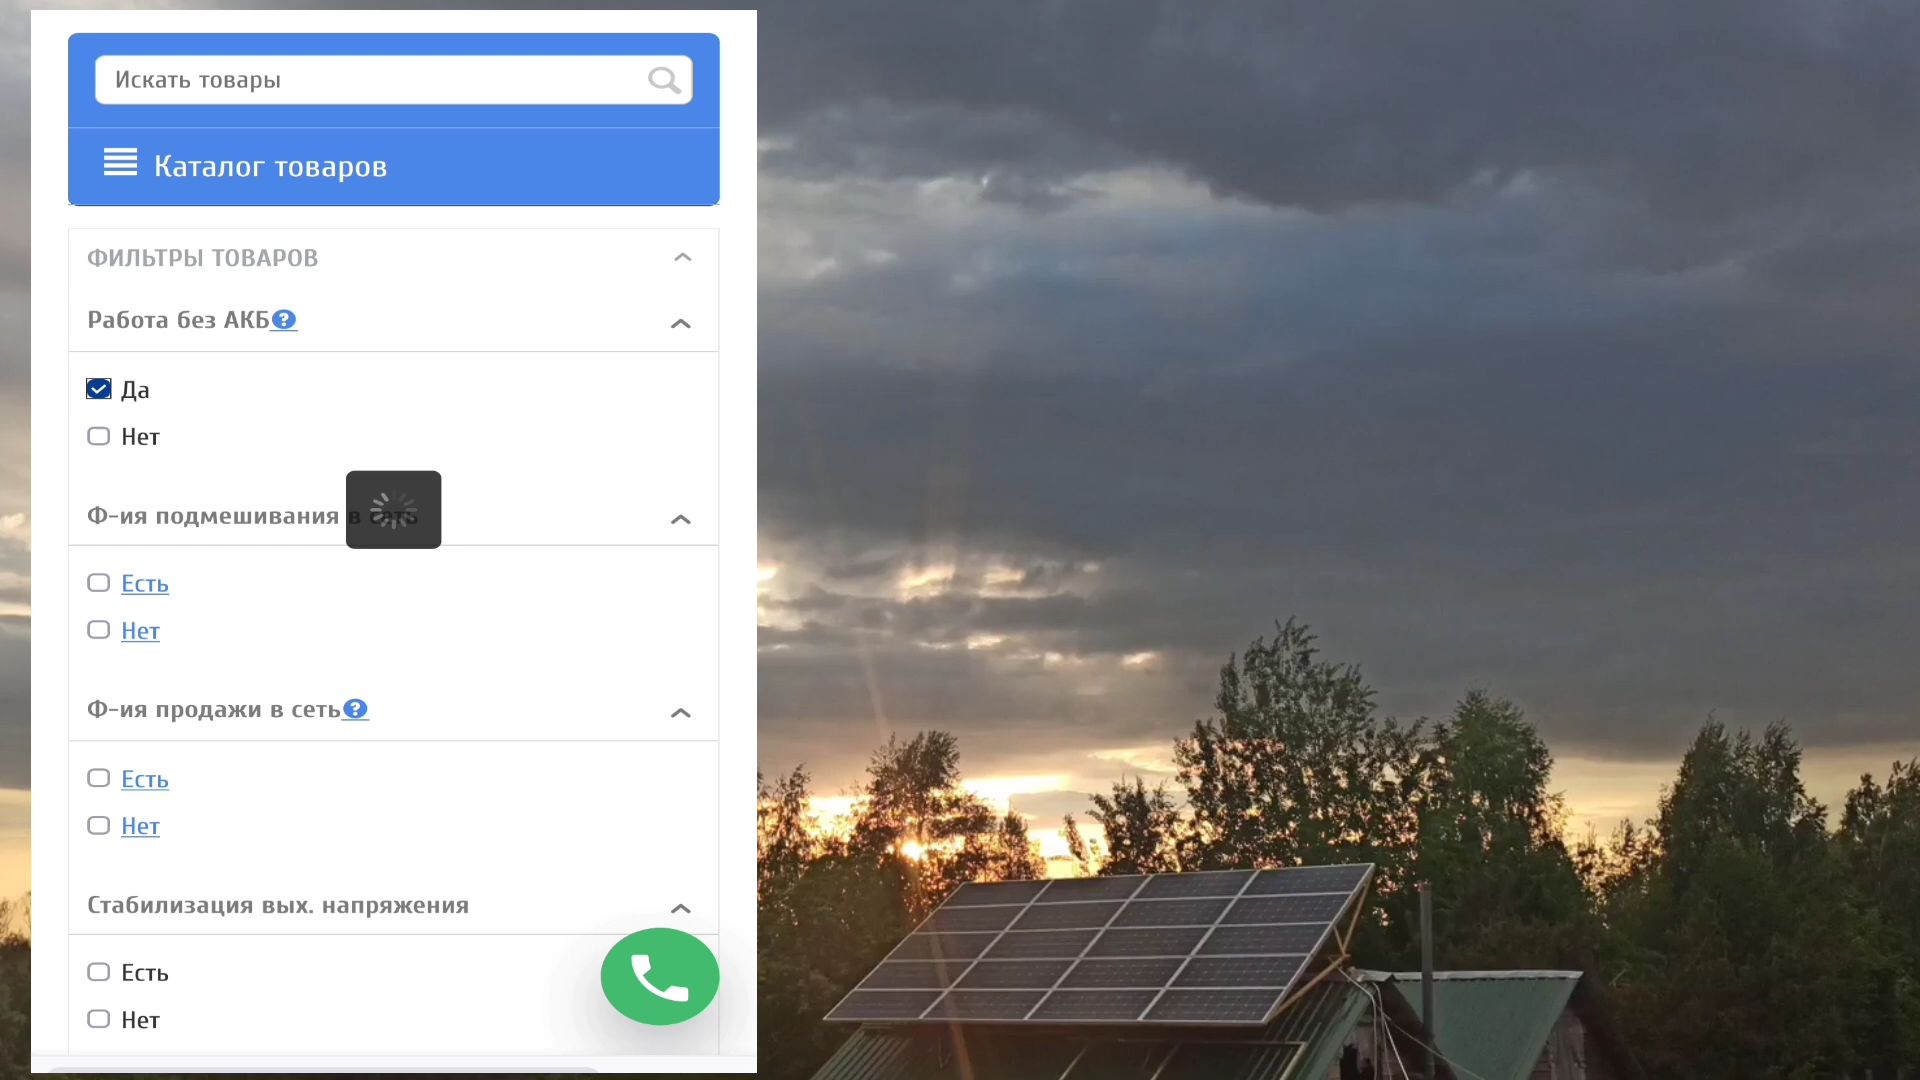 Искать товары
Каталог товаров
ФИЛЬТРЫ ТОВАРОВ
Работа без АКБ?
Да
Нет
Ф-ия подмешивания в сеть
Есть
Нет
Ф-ия продажи в сеть?
Есть
Нет
Стабилизация вых. напряжения
Есть
Нет